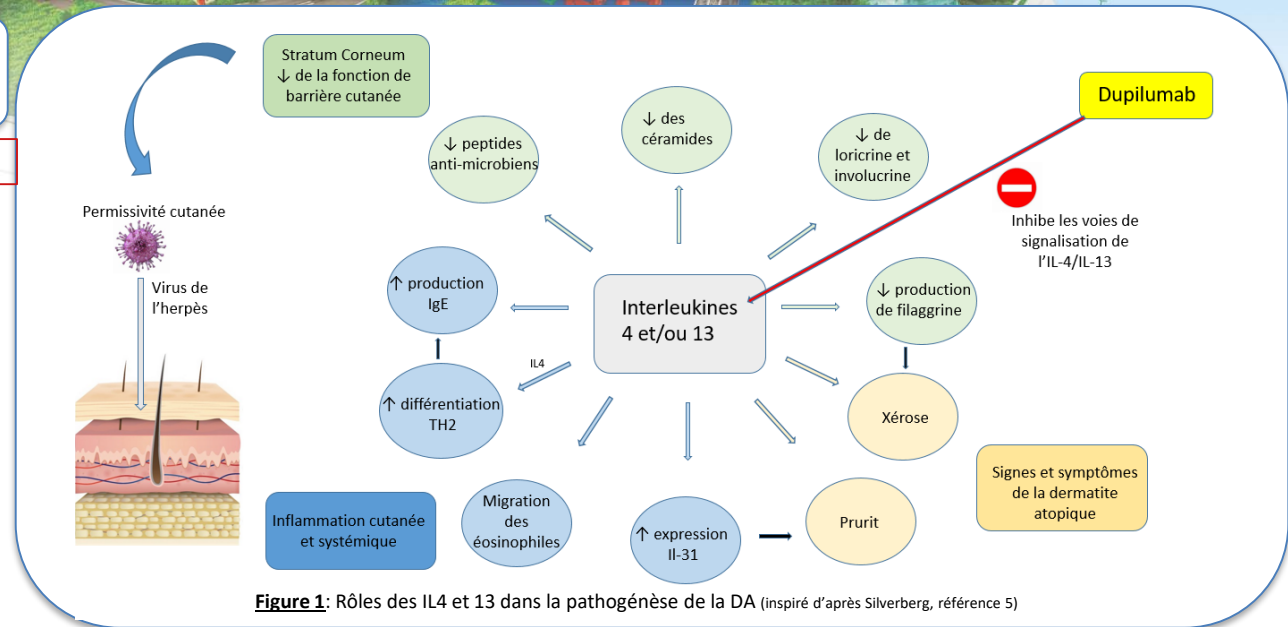 Stratum Corneum
↓ de la fonction de
barrière cutanée
Dupilumab
↓ des
céramides
↓ peptides
anti-microbiens
↓ de
loricrine et
involucrine
Permissivité cutanée
Inhibe les voies de
signalisation de
l'IL-4/IL-13
Virus de
l'herpès
↑ production
IgE
Interleukines
4 et/ou 13
↓ production
de filaggrine
IL4
↑ différentiation
TH2
Xérose
Signes et symptômes
de la dermatite
atopique
Inflammation cutanée
et systémique
Migration
des
éosinophiles
↑ expression
Il-31
Prurit
Figure 1: Rôles des IL4 et 13 dans la pathogénèse de la DA (inspiré d'après Silverberg, référence 5)